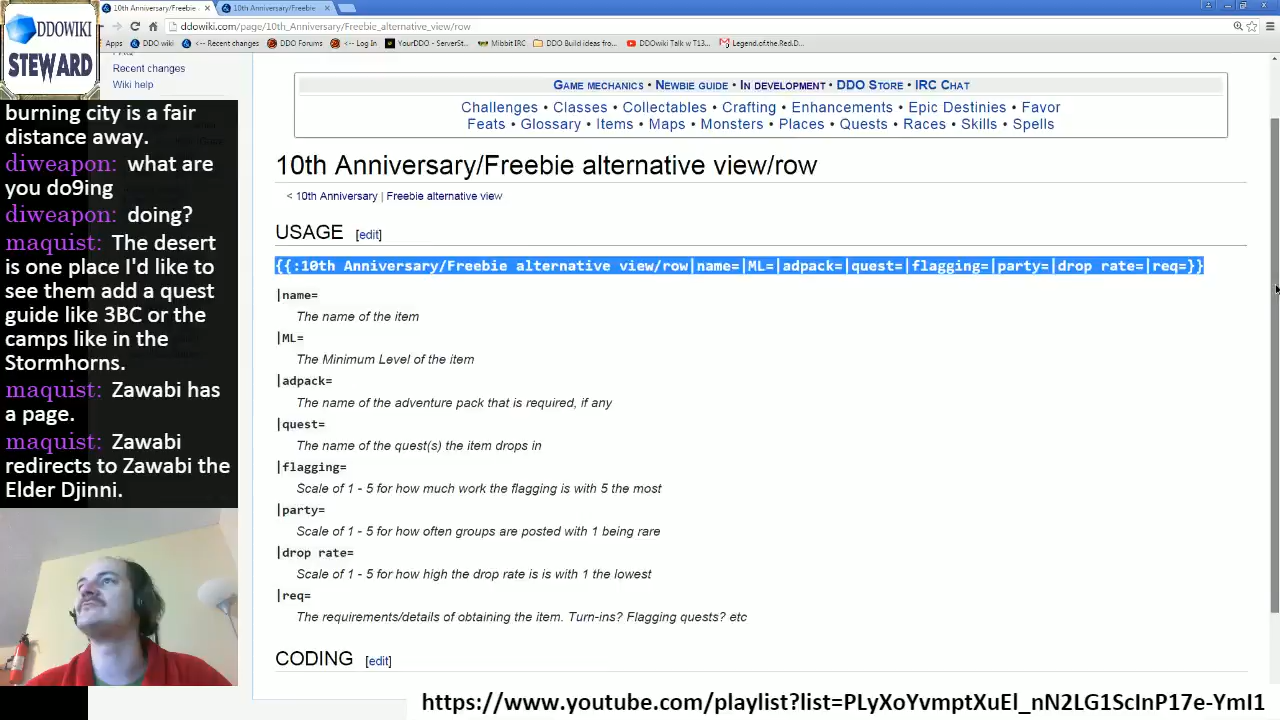 10th Anniversary/Freebie
10th Anniversary/Freebie
ddowiki.com/page/10th_Anniversary/Freebie_alternative_view/row
Apps DDO wiki <-- Recent changes DDO Forums <-- Log In YourDDO - ServerSt... Mibbit IRC DDO Build ideas fro... DDOwiki Talk w T13... Legend.of.the.Red.D...
DDOWIKI
STEWARD
FAQ
Recent changes
Wiki help
burning city is a fair
distance away.
diweapon: what are
you do9ing
diweapon: doing?
maquist: The desert
is one place I'd like to
see them add a quest
guide like 3BC or the
camps like in the
Stormhorns.
maquist: Zawabi has
a page.
maquist: Zawabi
redirects to Zawabi the
Elder Djinni.
Game mechanics • Newbie guide • In development • DDO Store • IRC Chat
Challenges • Classes • Collectables • Crafting • Enhancements • Epic Destinies • Favor
Feats • Glossary • Items • Maps • Monsters • Places • Quests • Races • Skills • Spells
10th Anniversary/Freebie alternative view/row
< 10th Anniversary | Freebie alternative view
USAGE [edit]
{{:10th Anniversary/Freebie alternative view/row|name=|ML=|adpack=|quest=|flagging=|party=|drop rate=|req=}}
|name=
The name of the item
|ML=
The Minimum Level of the item
|adpack=
The name of the adventure pack that is required, if any
|quest=
The name of the quest(s) the item drops in
|flagging=
Scale of 1 - 5 for how much work the flagging is with 5 the most
|party=
Scale of 1 - 5 for how often groups are posted with 1 being rare
|drop rate=
Scale of 1 - 5 for how high the drop rate is is with 1 the lowest
|req=
The requirements/details of obtaining the item. Turn-ins? Flagging quests? etc
CODING [edit]
https://www.youtube.com/playlist?list=PLyXoYvmptXuEl_nN2LG1ScInP17e-YmI1